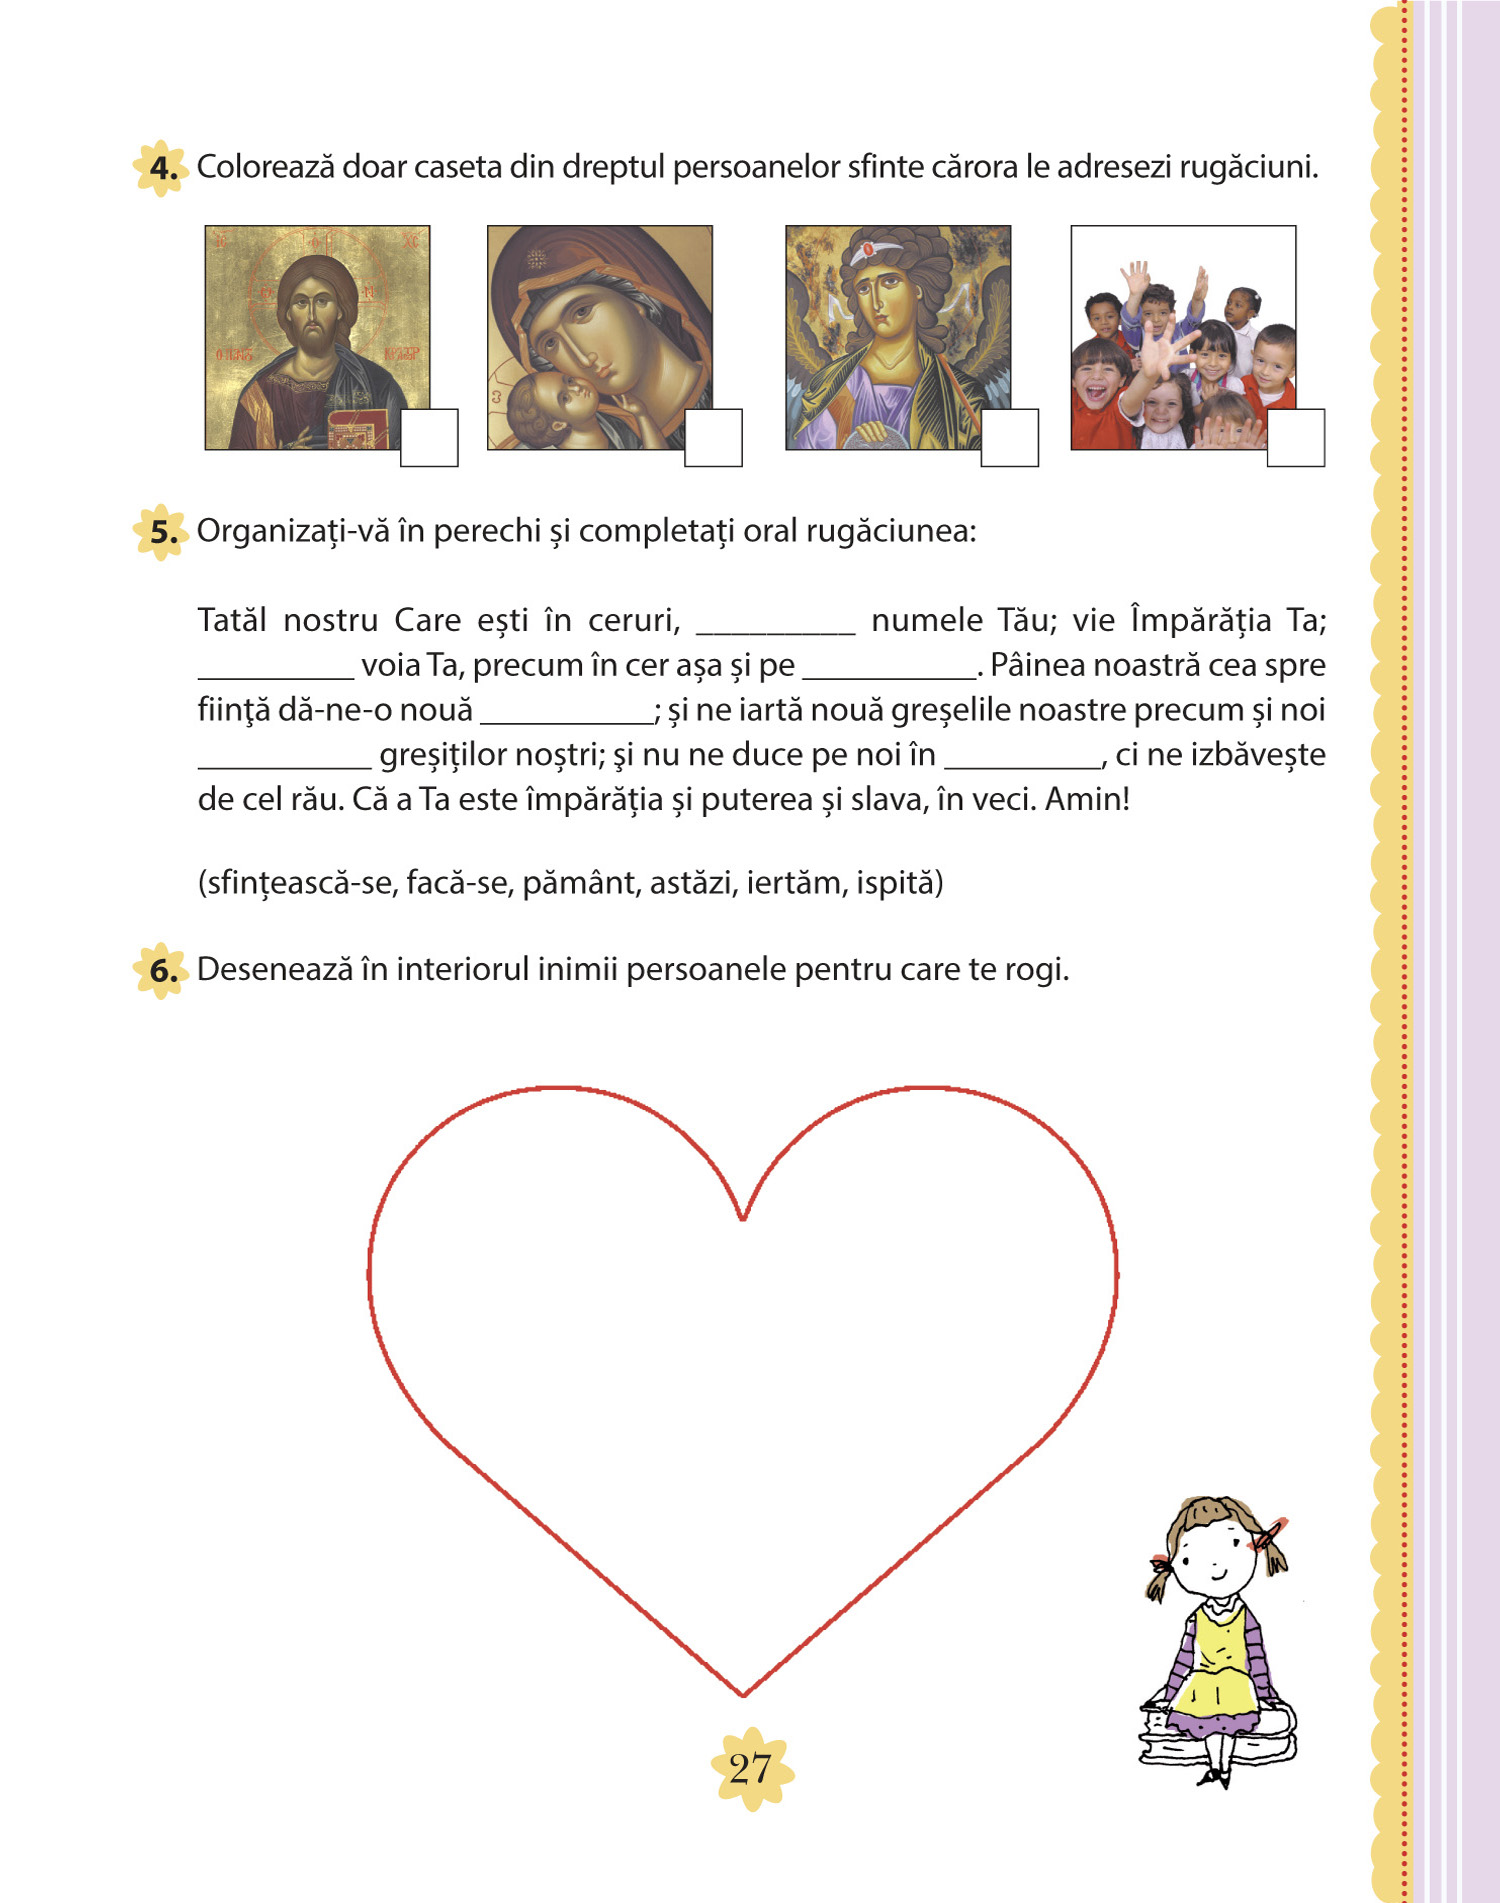 4. Colorează doar caseta din dreptul persoanelor sfinte cărora le adresezi rugăciuni.
5. Organizați-vă în perechi și completați oral rugăciunea:
Tatăl nostru Care ești în ceruri, _________ numele Tău; vie Împărăția Ta;
_________ voia Ta, precum în cer așa și pe __________. Pâinea noastră cea spre
fiinţă dă-ne-o nouă __________; și ne iartă nouă greșelile noastre precum și noi
__________ greșiților noștri; şi nu ne duce pe noi în _________, ci ne izbăvește
de cel rău. Că a Ta este împărăția și puterea și slava, în veci. Amin!
(sfințească-se, facă-se, pământ, astăzi, iertăm, ispită)
6. Desenează în interiorul inimii persoanele pentru care te rogi.
27